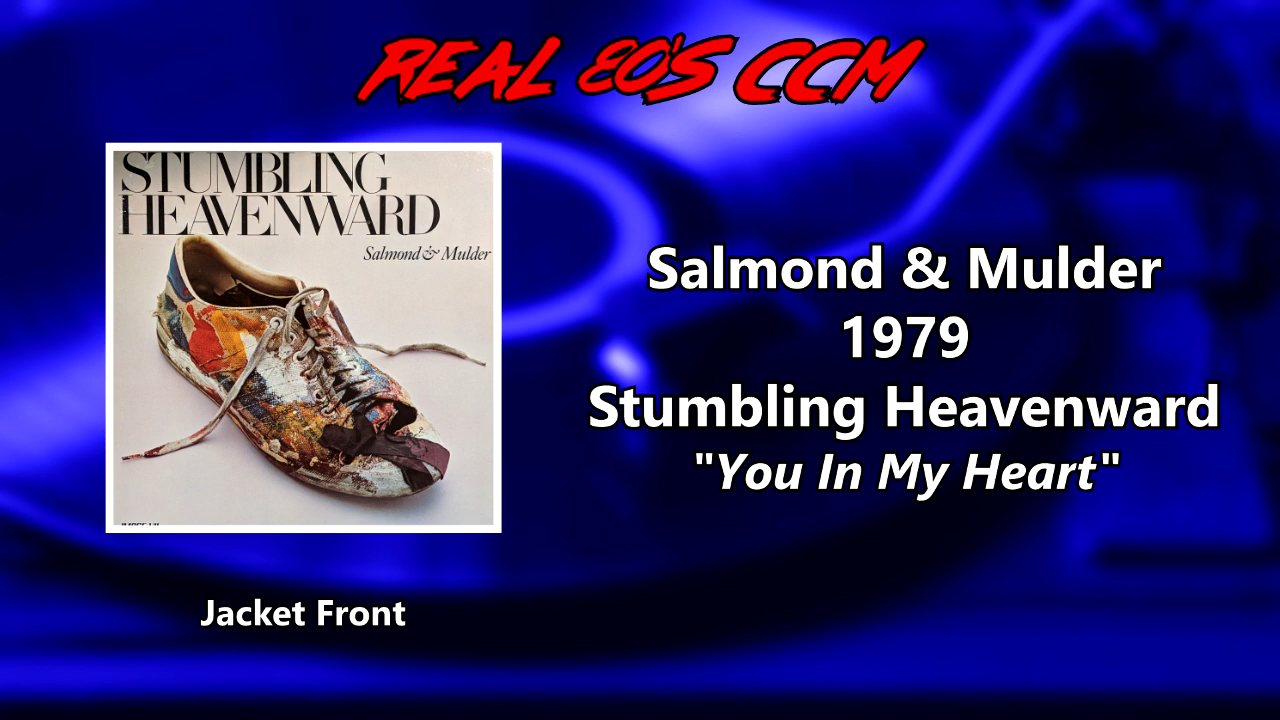 REAL 80'S CCM
STUMBLING
HEAVENWARD
Salmond & Mulder
Salmond & Mulder
1979
Stumbling Heavenward
"You In My Heart"
Jacket Front